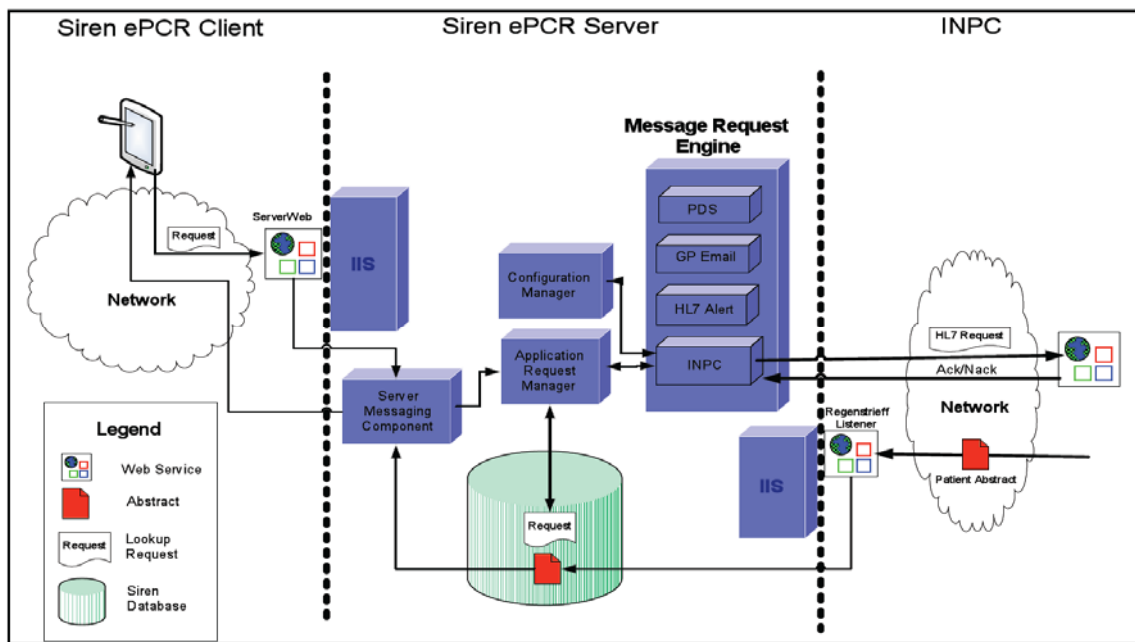 Siren ePCR Client
Siren ePCR Server
INPC
Message Request
Engine
PDS
GP Email
HL7 Alert
INPC
ServerWeb
IIS
Request
Network
Configuration
Manager
Application
Request
Manager
Server
Messaging
Component
HL7 Request
Ack/Nack
Network
Regenstrieff
Listener
IIS
Patient Abstract
Request
Legend
Web Service
Abstract
Request
Lookup
Request
Siren
Database